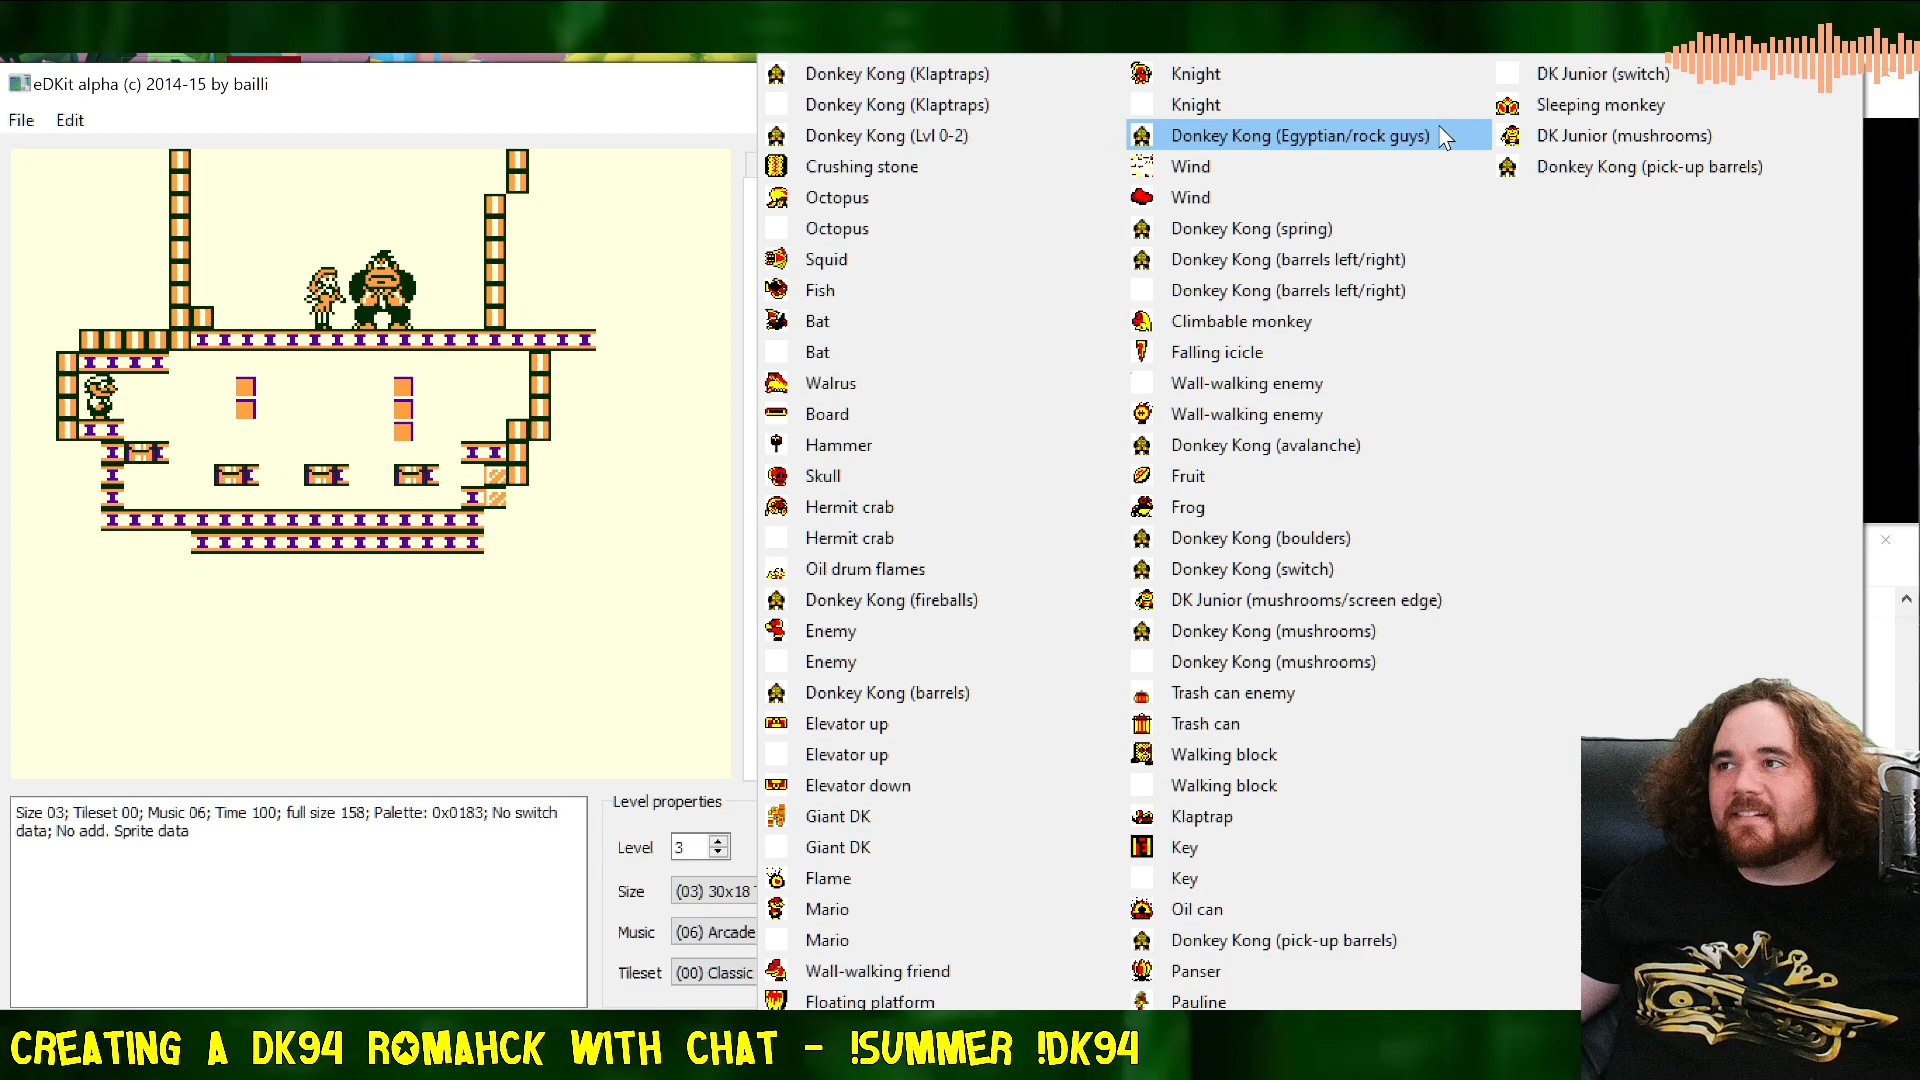 eDKit alpha (c) 2014-15 by bailli
File Edit
Donkey Kong (Klaptraps)
Donkey Kong (Klaptraps)
Donkey Kong (Lvl 0-2)
Crushing stone
Octopus
Octopus
Squid
Fish
Bat
Bat
Walrus
Board
Hammer
Skull
Hermit crab
Hermit crab
Oil drum flames
Donkey Kong (fireballs)
Enemy
Enemy
Donkey Kong (barrels)
Elevator up
Elevator up
Elevator down
Giant DK
Giant DK
Flame
Mario
Mario
Wall-walking friend
Floating platform
Knight
Knight
Donkey Kong (Egyptian/rock guys)
Wind
Wind
Donkey Kong (spring)
Donkey Kong (barrels left/right)
Donkey Kong (barrels left/right)
Climbable monkey
Falling icicle
Wall-walking enemy
Wall-walking enemy
Donkey Kong (avalanche)
Fruit
Frog
Donkey Kong (boulders)
Donkey Kong (switch)
DK Junior (mushrooms/screen edge)
Donkey Kong (mushrooms)
Donkey Kong (mushrooms)
Trash can enemy
Trash can
Walking block
Walking block
Klaptrap
Key
Key
Oil can
Donkey Kong (pick-up barrels)
Panser
Pauline
DK Junior (switch)
Sleeping monkey
DK Junior (mushrooms)
Donkey Kong (pick-up barrels)
Size 03; Tileset 00; Music 06; Time 100; full size 158; Palette: 0x0183; No switch
data; No add. Sprite data
Level properties
Level 3
Size (03) 30x18
Music (06) Arcade
Tileset (00) Classic
CREATING A DK94 ROMAHCK WITH CHAT - !SUMMER !DK94